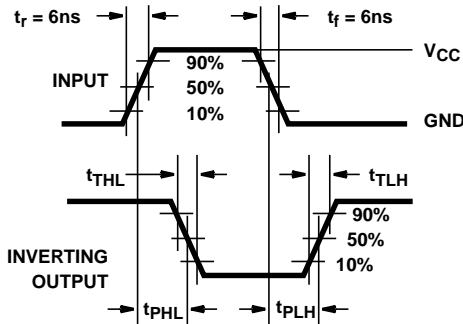 tr = 6ns
tf = 6ns
VCC
INPUT
90%
50%
10%
GND
tTHL
tTLH
90%
50%
10%
INVERTING
OUTPUT
tPHL
tPLH